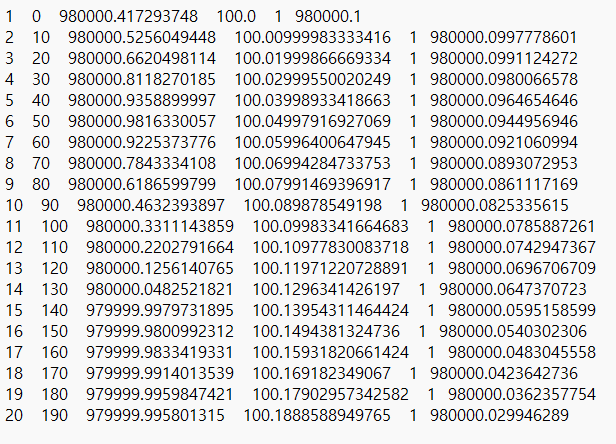 1 0 980000.417293748 100.0 1 980000.1
2 10 980000.5256049448 100.00999983333416 1 980000.0997778601
3 20 980000.6620498114 100.01999866669334 1 980000.0991124272
4 30 980000.8118270185 100.02999550020249 1 980000.0980066578
5 40 980000.9358899997 100.03998933418663 1 980000.0964654646
6 50 980000.9816330057 100.04997916927069 1 980000.0944956946
7 60 980000.9225373776 100.05996400647945 1 980000.0921060994
8 70 980000.7843334108 100.06994284733753 1 980000.0893072953
9 80 980000.6186599799 100.07991469396917 1 980000.0861117169
10 90 980000.4632393897 100.089878549198 1 980000.0825335615
11 100 980000.3311143859 100.09983341664683 1 980000.0785887261
12 110 980000.2202791664 100.10977830083718 1 980000.0742947367
13 120 980000.1256140765 100.11971220728891 1 980000.0696706709
14 130 980000.0482521821 100.1296341426197 1 980000.0647370723
15 140 979999.9979731895 100.13954311464424 1 980000.0595158599
16 150 979999.9800992312 100.1494381324736 1 980000.0540302306
17 160 979999.9833419331 100.15931820661424 1 980000.0483045558
18 170 979999.9914013539 100.169182349067 1 980000.0423642736
19 180 979999.9959847421 100.17902957342582 1 980000.0362357754
20 190 979999.995801315 100.1888588949765 1 980000.029946289